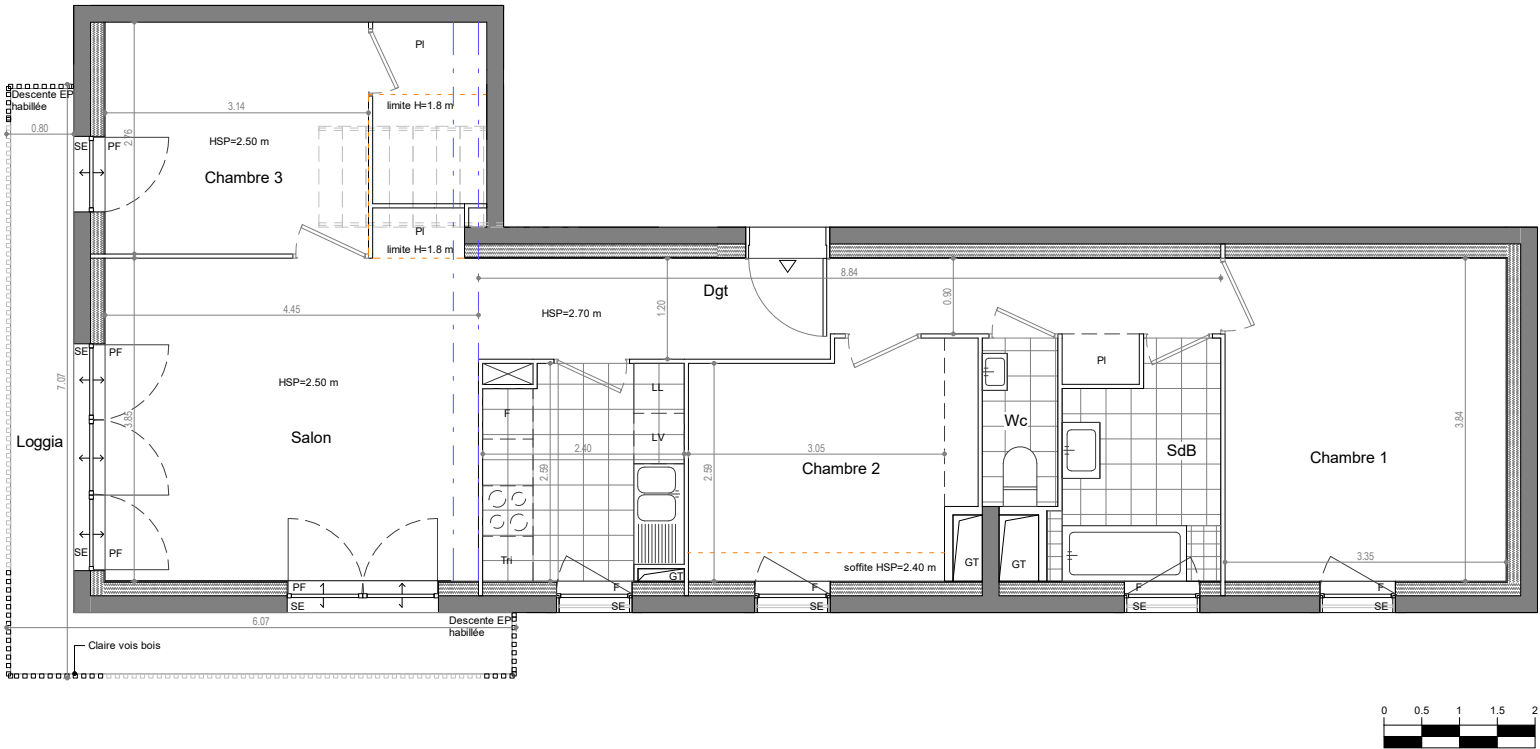 Pl
Descente EP
habillée
limite H=1.8 m
3.14
0.80
HSP=2.50 m
2.76
SE
PF
Chambre 3
Pl
limite H=1.8 m
8.84
Dgt
0.90
4.45
HSP=2.70 m
1.20
SE
PF
Pl
7.07
HSP=2.50 m
LL
F
3.85
Wc
3.84
Loggia
Salon
LV
2.40
3.05
SdB
Chambre 1
2.59
2.59
Chambre 2
SE
PF
Tri
GT
soffite HSP=2.40 m
GT
GT
3.35
PF
SE
F
SE
F
SE
F
SE
F
SE
6.07
Descente EP
habillée
Claire vois bois
0 0.5 1 1.5 2